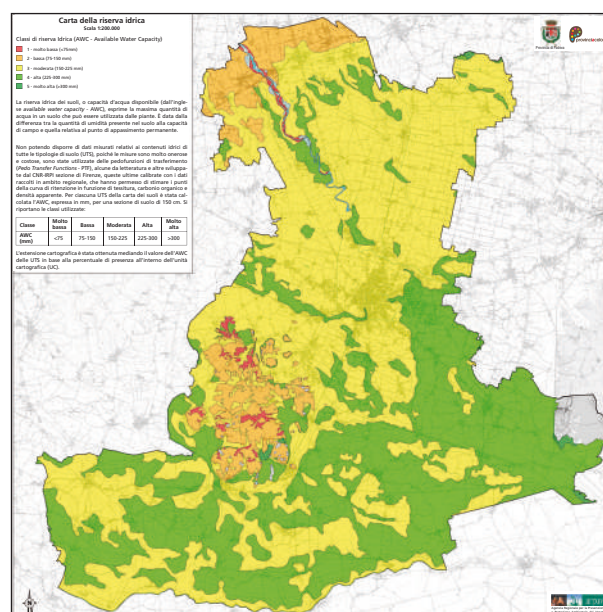 Carta della riserva idrica
Scala 1:200.000
Classi di riserva Idrica (AWC - Available Water Capacity)
1 - molto bassa (<75mm)
2 - bassa (75-150 mm)
3 - moderata (150-225 mm)
4 - alta (225-300 mm)
5 - molto alta (>300 mm)
La riserva idrica dei suoli, o capacità d'acqua disponibile (dall'ingle-
se available water capacity - AWC), esprime la massima quantità di
acqua in un suolo che può essere utilizzata dalle piante. È data dalla
differenza tra la quantità di umidità presente nel suolo alla capacità
di campo e quella relativa al punto di appassimento permanente.
Non potendo disporre di dati misurati relativi ai contenuti idrici di
tutte le tipologie di suolo (UTS), poiché le misure sono molto onerose
e costose, sono state utilizzate le pedofunzioni di trasferimento
(Pedo Transfer Functions - PTF), alcune da letteratura e altre sviluppa-
te dal CNR-IRPI sezione di Firenze, queste ultime calibrate con i dati
raccolti in ambito regionale, che hanno permesso di stimare i punti
della curva di ritenzione in funzione di tessitura, carbonio organico e
densità apparente. Per ciascuna UTS della carta dei suoli è stata cal-
colata l'AWC, espressa in mm, per una sezione di suolo di 150 cm. Si
riportano le classi utilizzate:
Classe Molto bassa Bassa Moderata Alta Molto alta
AWC (mm) <75 75-150 150-225 225-300 >300
L'estensione cartografica è stata ottenuta mediando il valore dell'AWC
delle UTS in base alla percentuale di presenza all'interno dell'unità
cartografica (UC).
Provincia di Padova